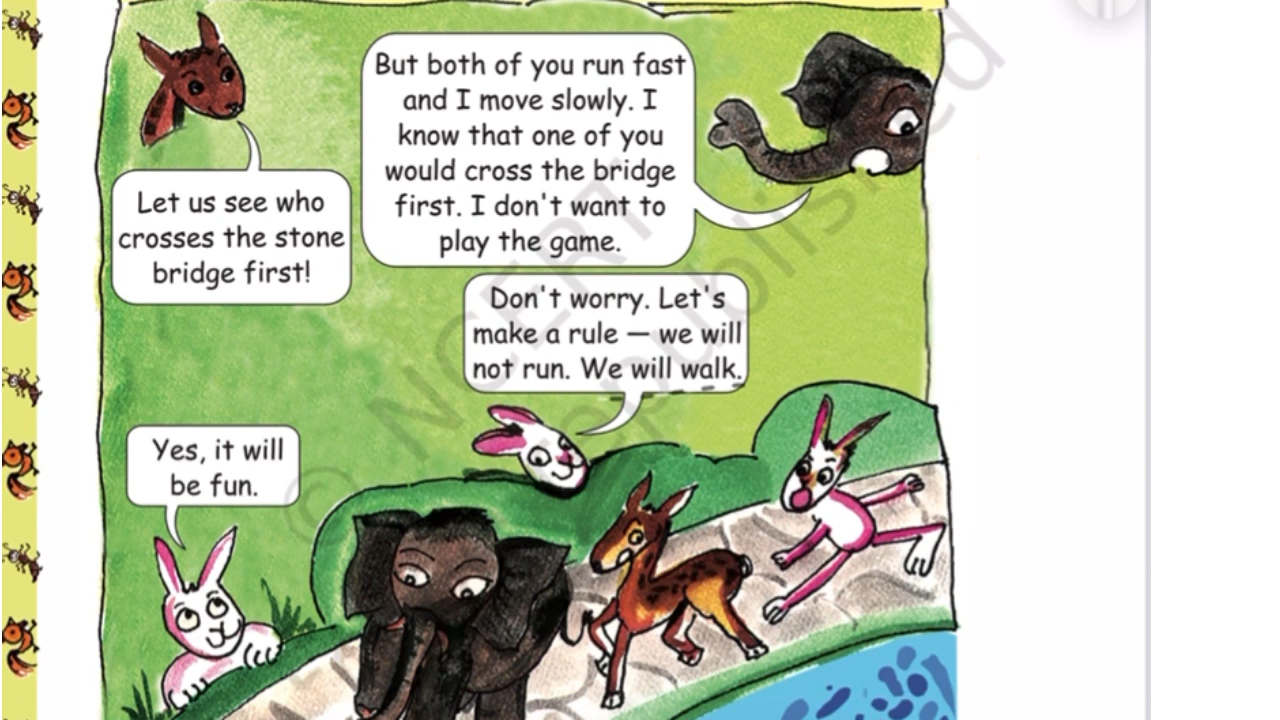 Let us see who
crosses the stone
bridge first!
But both of you run fast
and I move slowly. I
know that one of you
would cross the bridge
first. I don't want to
play the game.
Don't worry. Let's
make a rule — we will
not run. We will walk.
Yes, it will
be fun.
© NCERT
republished